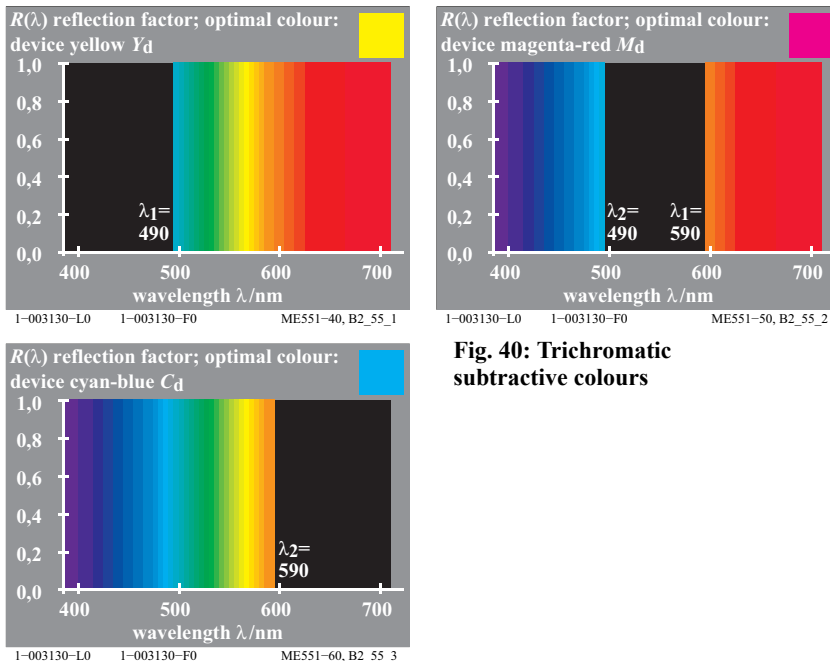 R(λ) reflection factor; optimal colour:
device yellow Yd
1,0
0,8
0,6
0,4
0,2
0,0
λ1=
490
400 500 600 700
wavelength λ/nm
1−003130−L0 1−003130−F0 ME551−40, B2_55_1
R(λ) reflection factor; optimal colour:
device magenta-red Md
1,0
0,8
0,6
0,4
0,2
0,0
λ2= λ1=
490 590
400 500 600 700
wavelength λ/nm
1−003130−L0 1−003130−F0 ME551−50, B2_55_2
R(λ) reflection factor; optimal colour:
device cyan-blue Cd
1,0
0,8
0,6
0,4
0,2
0,0
λ2=
590
400 500 600 700
wavelength λ/nm
1−003130−L0 1−003130−F0 ME551−60, B2_55_3
Fig. 40: Trichromatic
subtractive colours